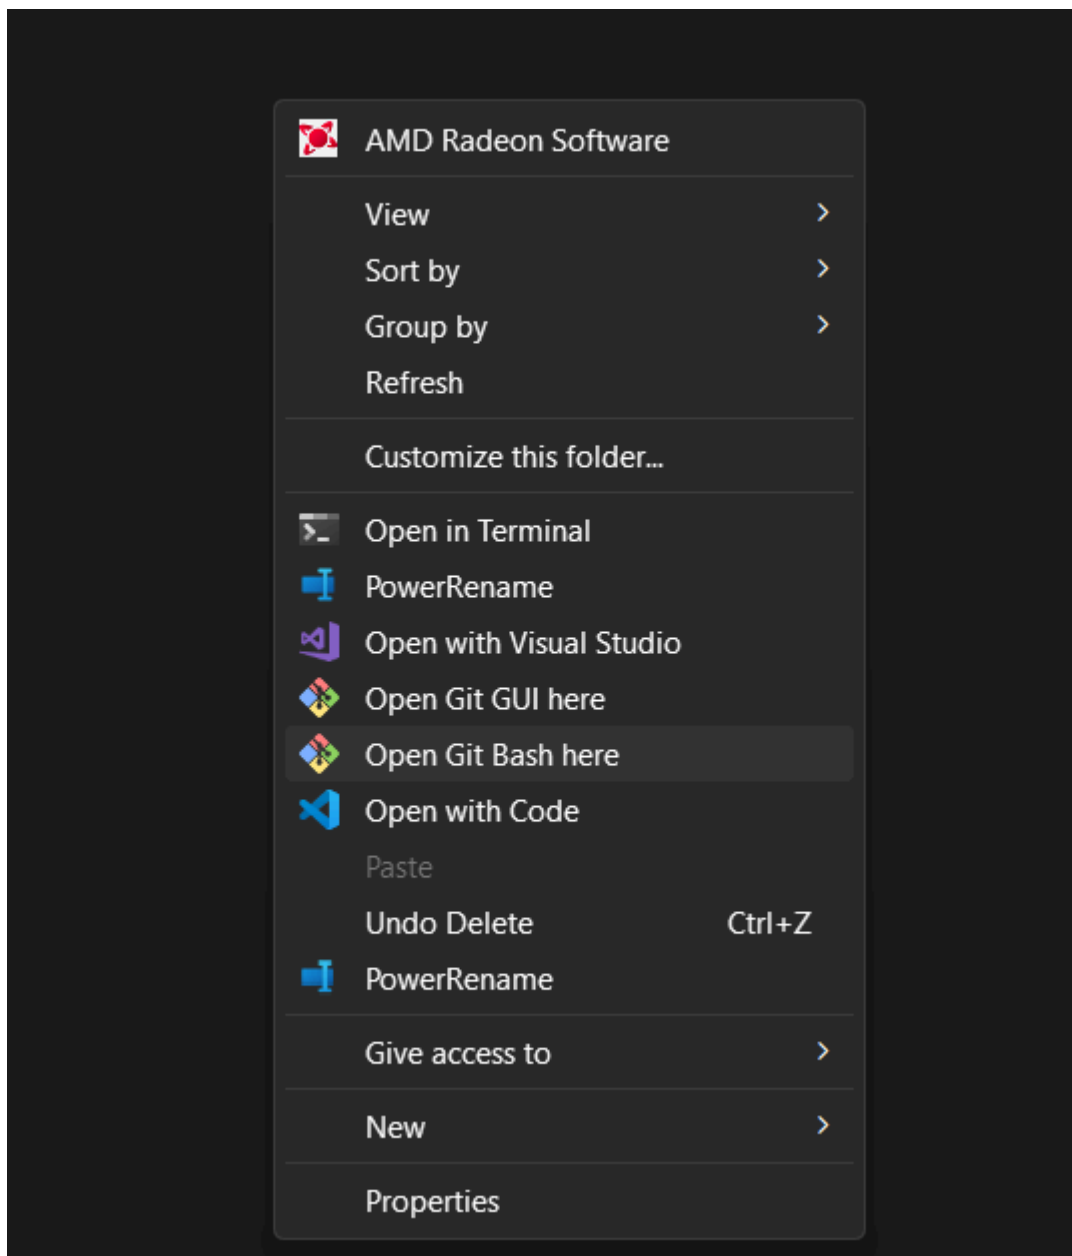 AMD Radeon Software
View
Sort by
Group by
Refresh
Customize this folder...
Open in Terminal
PowerRename
Open with Visual Studio
Open Git GUI here
Open Git Bash here
Open with Code
Paste
Undo Delete Ctrl+Z
PowerRename
Give access to
New
Properties